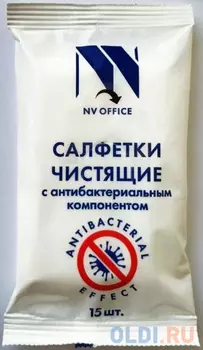 NV OFFICE
САЛФЕТКИ
ЧИСТЯЩИЕ
с антибактериальным
компонентом
ANTIBACTERIAL
EFFECT
15 шт.
OLDI.RU